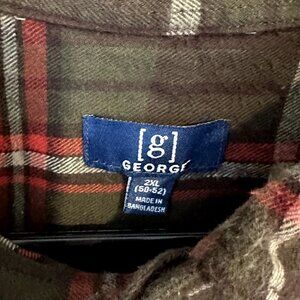 [g]
GEORGE
2XL
(50-52)
MADE IN
BANGLADESH